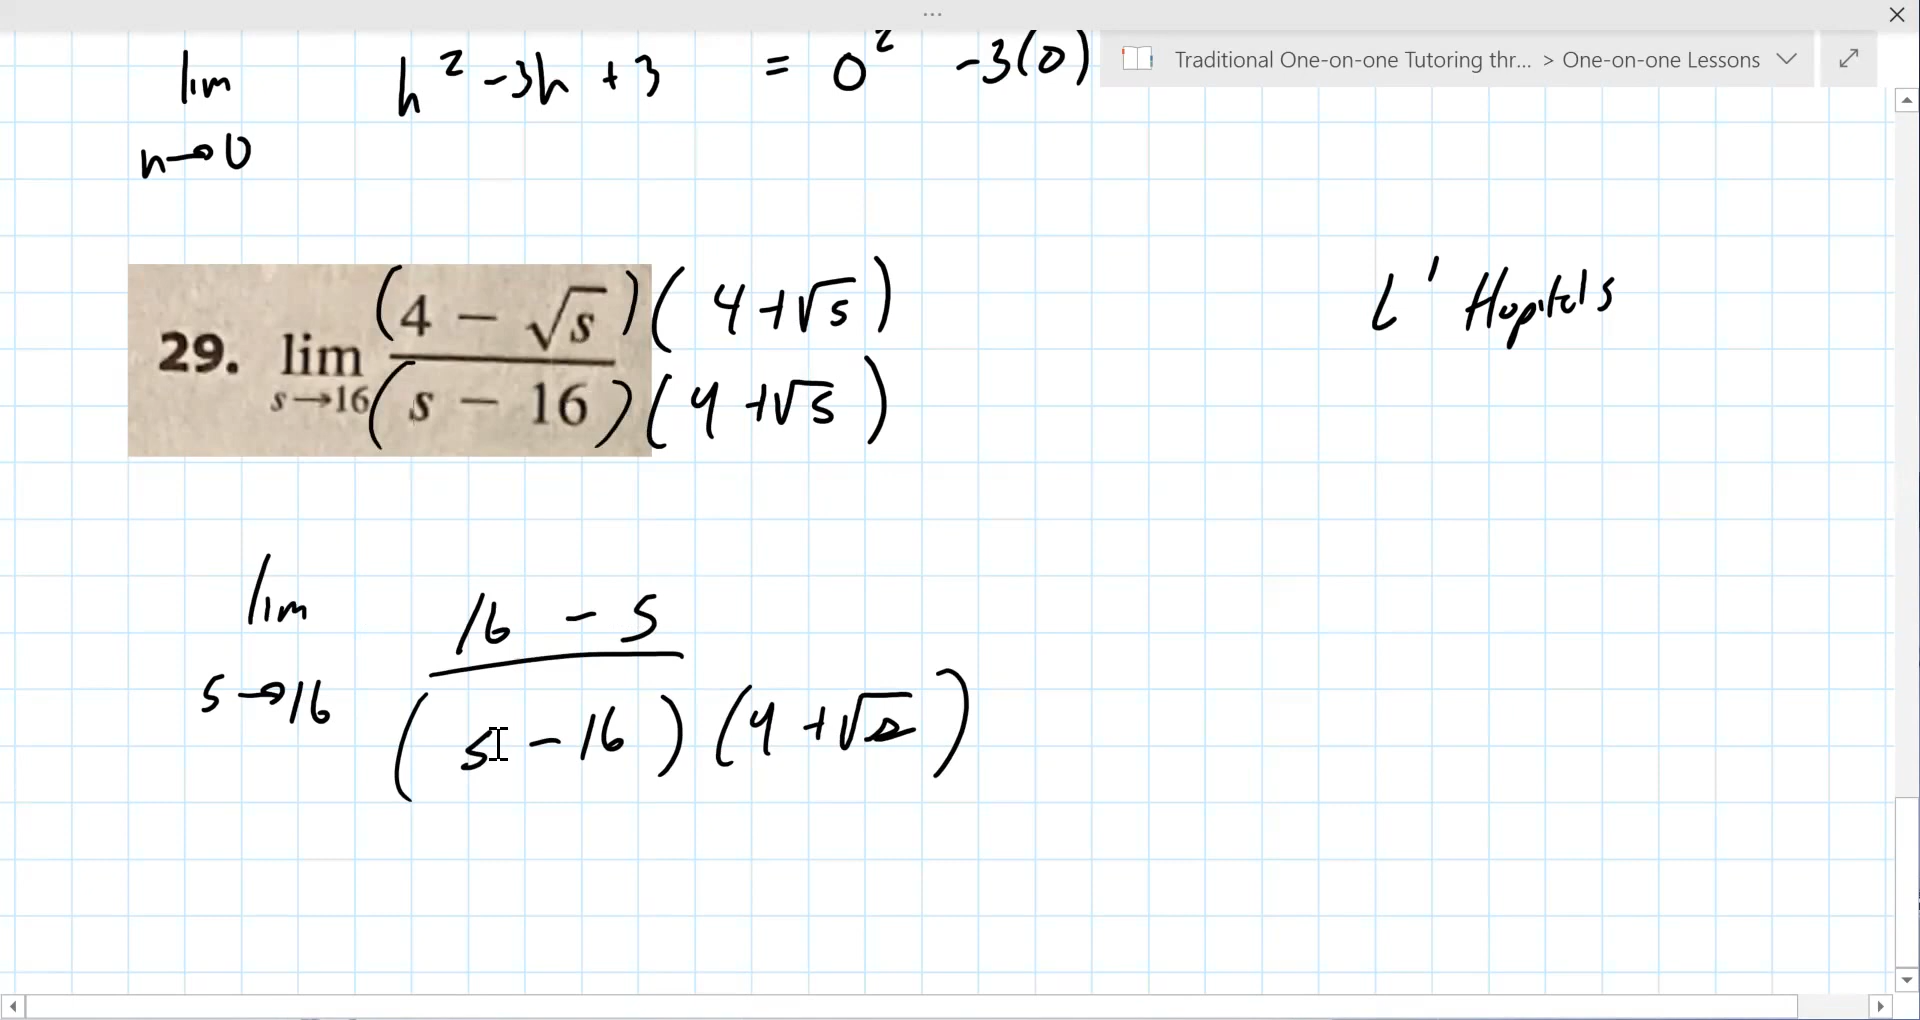 Traditional One-on-one Tutoring thr... > One-on-one Lessons
lim h² - 3h + 3 = 0² - 3(0)
h→0
29. lim (4 - √s)(4 + √s)
s→16 (s - 16)(4 + √s)
L' Hopitals
lim 16 - s
s→16 (s - 16)(4 + √s)